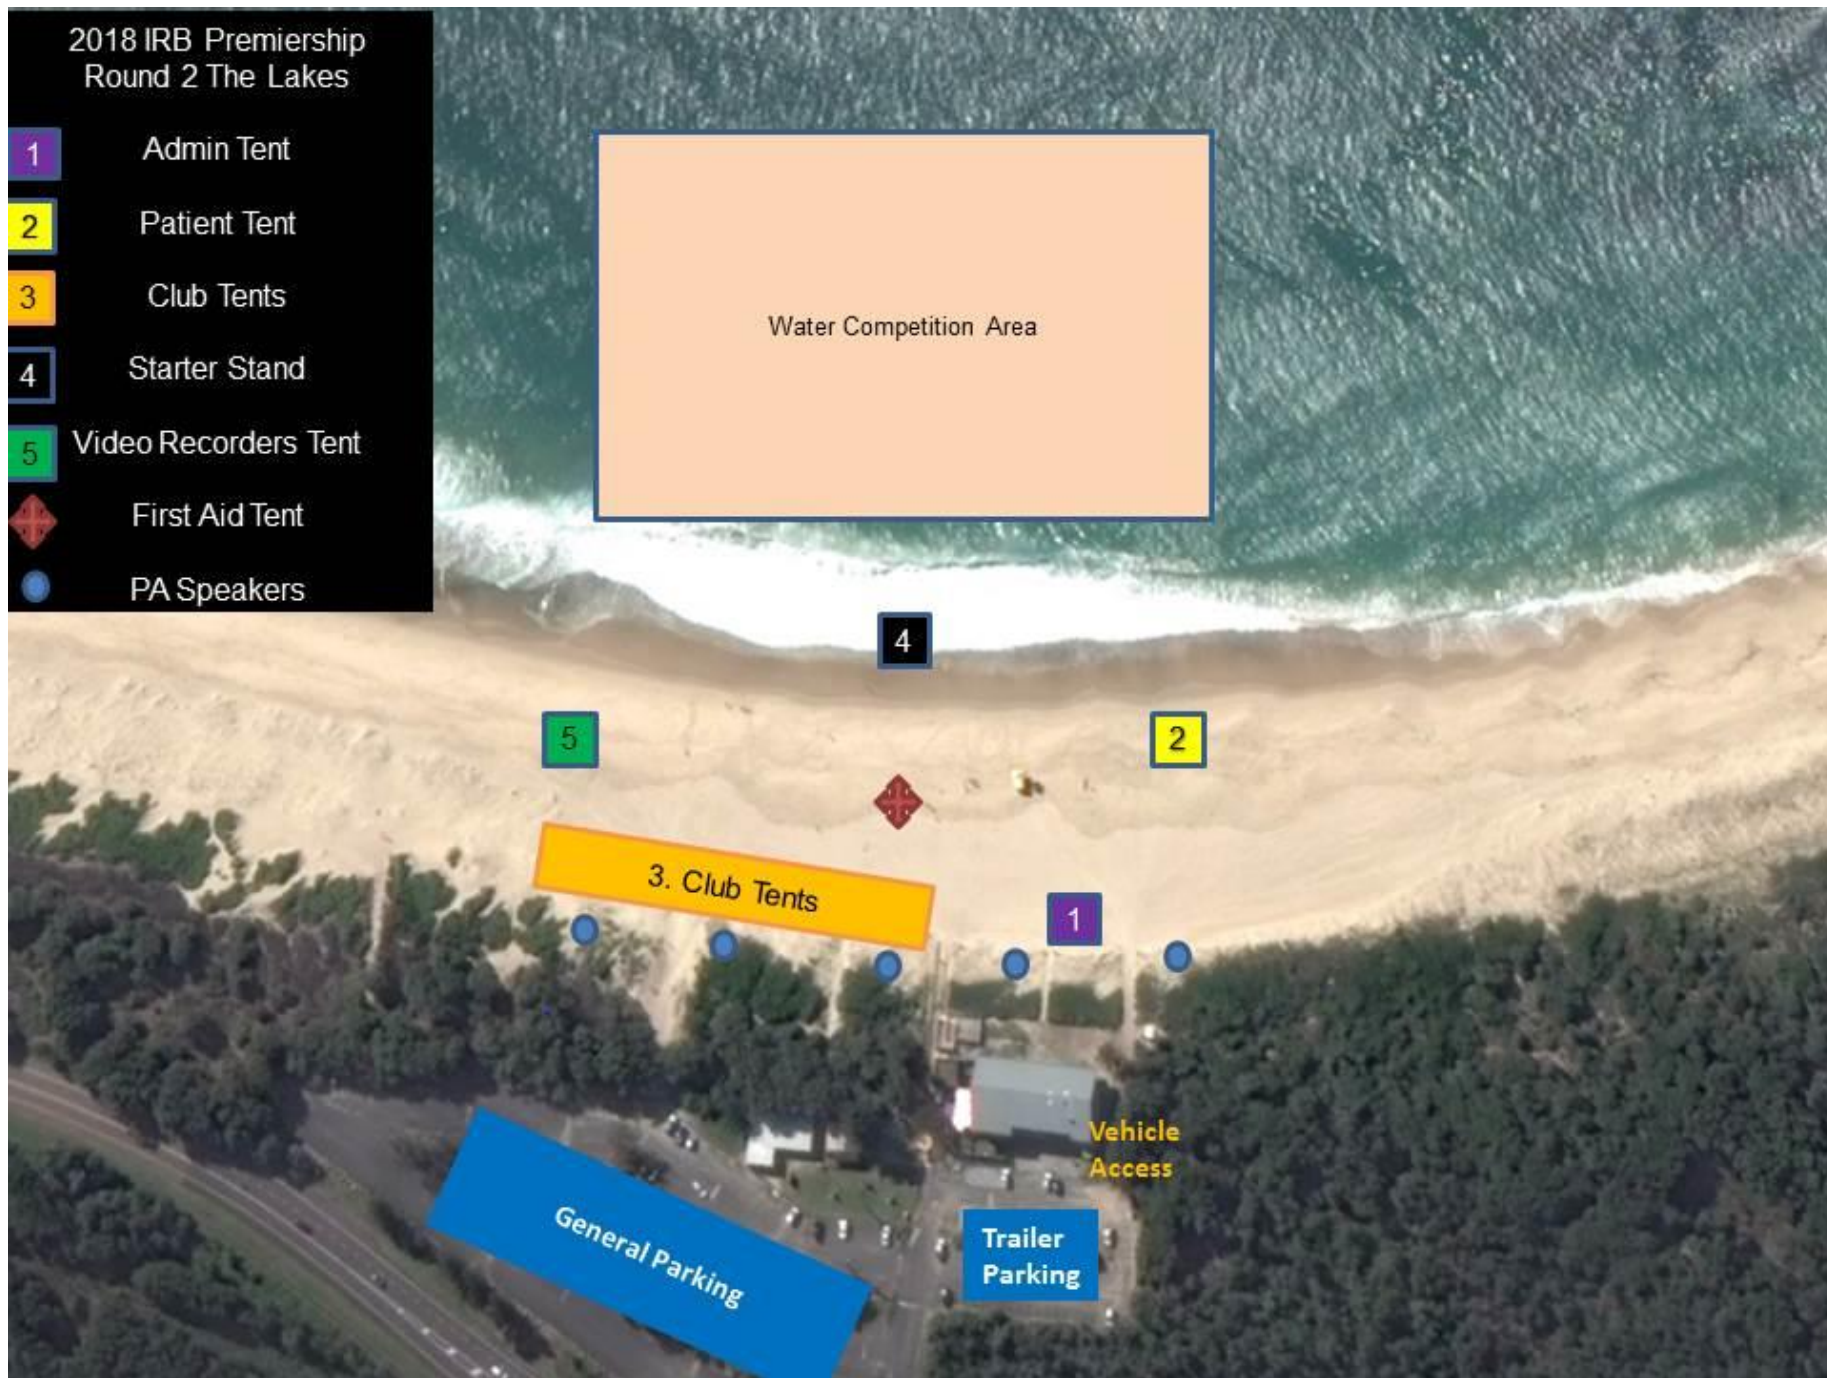 2018 IRB Premiership
Round 2 The Lakes
1 Admin Tent
2 Patient Tent
3 Club Tents
4 Starter Stand
5 Video Recorders Tent
First Aid Tent
PA Speakers
Water Competition Area
4
5
2
3. Club Tents
1
Vehicle
Access
General Parking
Trailer
Parking